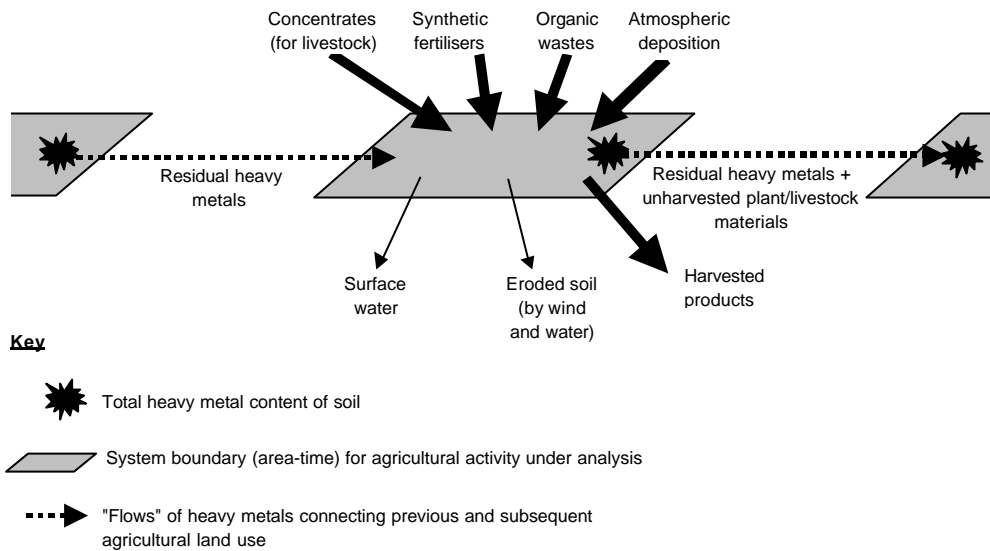 Concentrates
(for livestock)
Synthetic
fertilisers
Organic
wastes
Atmospheric
deposition
Residual heavy
metals
Residual heavy metals +
unharvested plant/livestock
materials
Surface
water
Eroded soil
(by wind
and water)
Harvested
products
Key
Total heavy metal content of soil
System boundary (area-time) for agricultural activity under analysis
"Flows" of heavy metals connecting previous and subsequent
agricultural land use